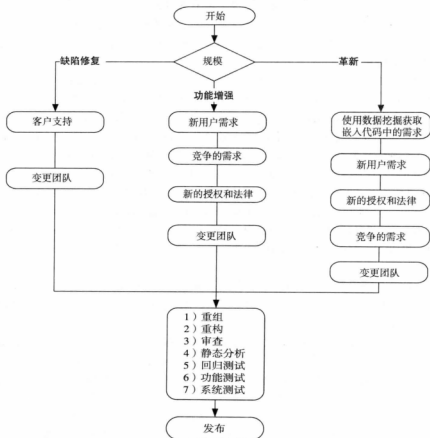 开始
规模
缺陷修复
功能增强
革新
客户支持
变更团队
新用户需求
竞争的需求
新的授权和法律
变更团队
使用数据挖掘获取
嵌入代码中的需求
新用户需求
新的授权和法律
竞争的需求
变更团队
1）重组
2）重构
3）审查
4）静态分析
5）回归测试
6）功能测试
7）系统测试
发布